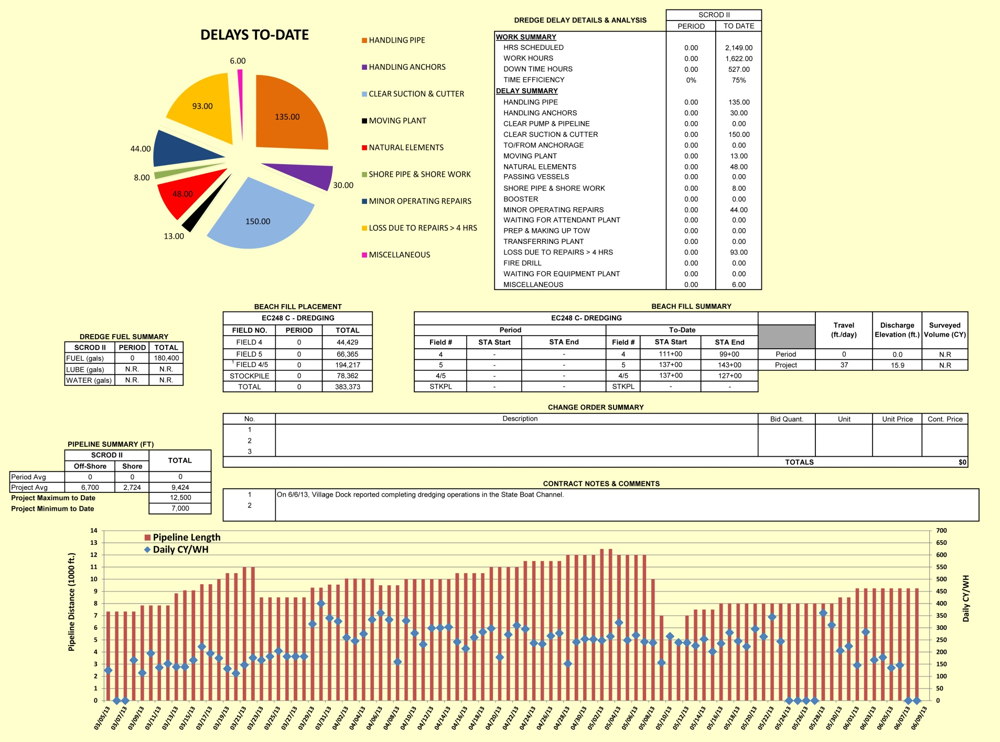 DELAYS TO-DATE
6.00
93.00
135.00
44.00
8.00
30.00
48.00
150.00
13.00
HANDLING PIPE
HANDLING ANCHORS
CLEAR SUCTION & CUTTER
MOVING PLANT
NATURAL ELEMENTS
SHORE PIPE & SHORE WORK
MINOR OPERATING REPAIRS
LOSS DUE TO REPAIRS > 4 HRS
MISCELLANEOUS
DREDGE DELAY DETAILS & ANALYSIS
SCROD II
PERIOD TO DATE
WORK SUMMARY
HRS SCHEDULED 0.00 2,149.00
WORK HOURS 0.00 1,622.00
DOWN TIME HOURS 0.00 527.00
TIME EFFICIENCY 0% 75%
DELAY SUMMARY
HANDLING PIPE 0.00 135.00
HANDLING ANCHORS 0.00 30.00
CLEAR PUMP & PIPELINE 0.00 0.00
CLEAR SUCTION & CUTTER 0.00 150.00
TO/FROM ANCHORAGE 0.00 0.00
MOVING PLANT 0.00 13.00
NATURAL ELEMENTS 0.00 48.00
PASSING VESSELS 0.00 0.00
SHORE PIPE & SHORE WORK 0.00 8.00
BOOSTER 0.00 0.00
MINOR OPERATING REPAIRS 0.00 44.00
WAITING FOR ATTENDANT PLANT 0.00 0.00
PREP & MAKING UP TOW 0.00 0.00
TRANSFERRING PLANT 0.00 0.00
LOSS DUE TO REPAIRS > 4 HRS 0.00 93.00
FIRE DRILL 0.00 0.00
WAITING FOR EQUIPMENT PLANT 0.00 0.00
MISCELLANEOUS 0.00 6.00
DREDGE FUEL SUMMARY
SCROD II PERIOD TOTAL
FUEL (gals) 0 180,400
LUBE (gals) N.R. N.R.
WATER (gals) N.R. N.R.
BEACH FILL PLACEMENT
EC248 C - DREDGING
FIELD NO. PERIOD TOTAL
FIELD 4 0 44,429
FIELD 5 0 66,365
1 FIELD 4/5 0 194,217
STOCKPILE 0 78,362
TOTAL 0 383,373
BEACH FILL SUMMARY
EC248 C- DREDGING
Period To-Date
Field # STA Start STA End Field # STA Start STA End
4 - - 4 111+00 99+00
5 - - 5 137+00 143+00
4/5 - - 4/5 137+00 127+00
STKPL - - STKPL - -
Travel (ft./day) Discharge Elevation (ft.) Surveyed Volume (CY)
Period 0 0.0 N.R
Project 37 15.9 N.R
CHANGE ORDER SUMMARY
No. Description Bid Quant. Unit Unit Price Cont. Price
1
2
3
TOTALS $0
PIPELINE SUMMARY (FT)
SCROD II TOTAL
Off-Shore Shore
Period Avg 0 0 0
Project Avg 6,700 2,724 9,424
Project Maximum to Date 12,500
Project Minimum to Date 7,000
CONTRACT NOTES & COMMENTS
1 On 6/6/13, Village Dock reported completing dredging operations in the State Boat Channel.
2
Pipeline Length
Daily CY/WH
Pipeline Distance (1000 ft.)
14
13
12
11
10
9
8
7
6
5
4
3
2
1
0
700
650
600
550
500
450
400
350
300
250
200
150
100
50
0
Daily CY/WH
03/05/13 03/07/13 03/09/13 03/11/13 03/13/13 03/15/13 03/17/13 03/19/13 03/21/13 03/23/13 03/25/13 03/27/13 03/29/13 03/31/13 04/02/13 04/04/13 04/06/13 04/08/13 04/10/13 04/12/13 04/14/13 04/16/13 04/18/13 04/20/13 04/22/13 04/24/13 04/26/13 04/28/13 04/30/13 05/02/13 05/04/13 05/06/13 05/08/13 05/10/13 05/12/13 05/14/13 05/16/13 05/18/13 05/20/13 05/22/13 05/24/13 05/26/13 05/28/13 05/30/13 06/01/13 06/03/13 06/05/13 06/07/13 06/09/13